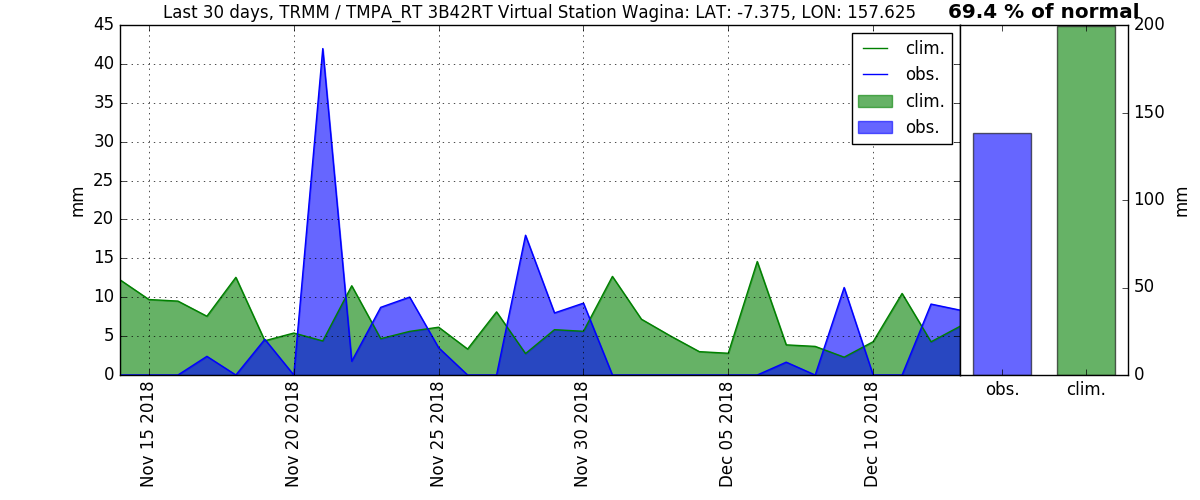 Last 30 days, TRMM / TMPA_RT 3B42RT Virtual Station Wagina: LAT: -7.375, LON: 157.625
69.4 % of normal
45
40
35
30
25
20
15
10
5
0
mm
clim.
obs.
clim.
obs.
200
150
100
50
0
mm
Nov 15 2018
Nov 20 2018
Nov 25 2018
Nov 30 2018
Dec 05 2018
Dec 10 2018
obs.
clim.